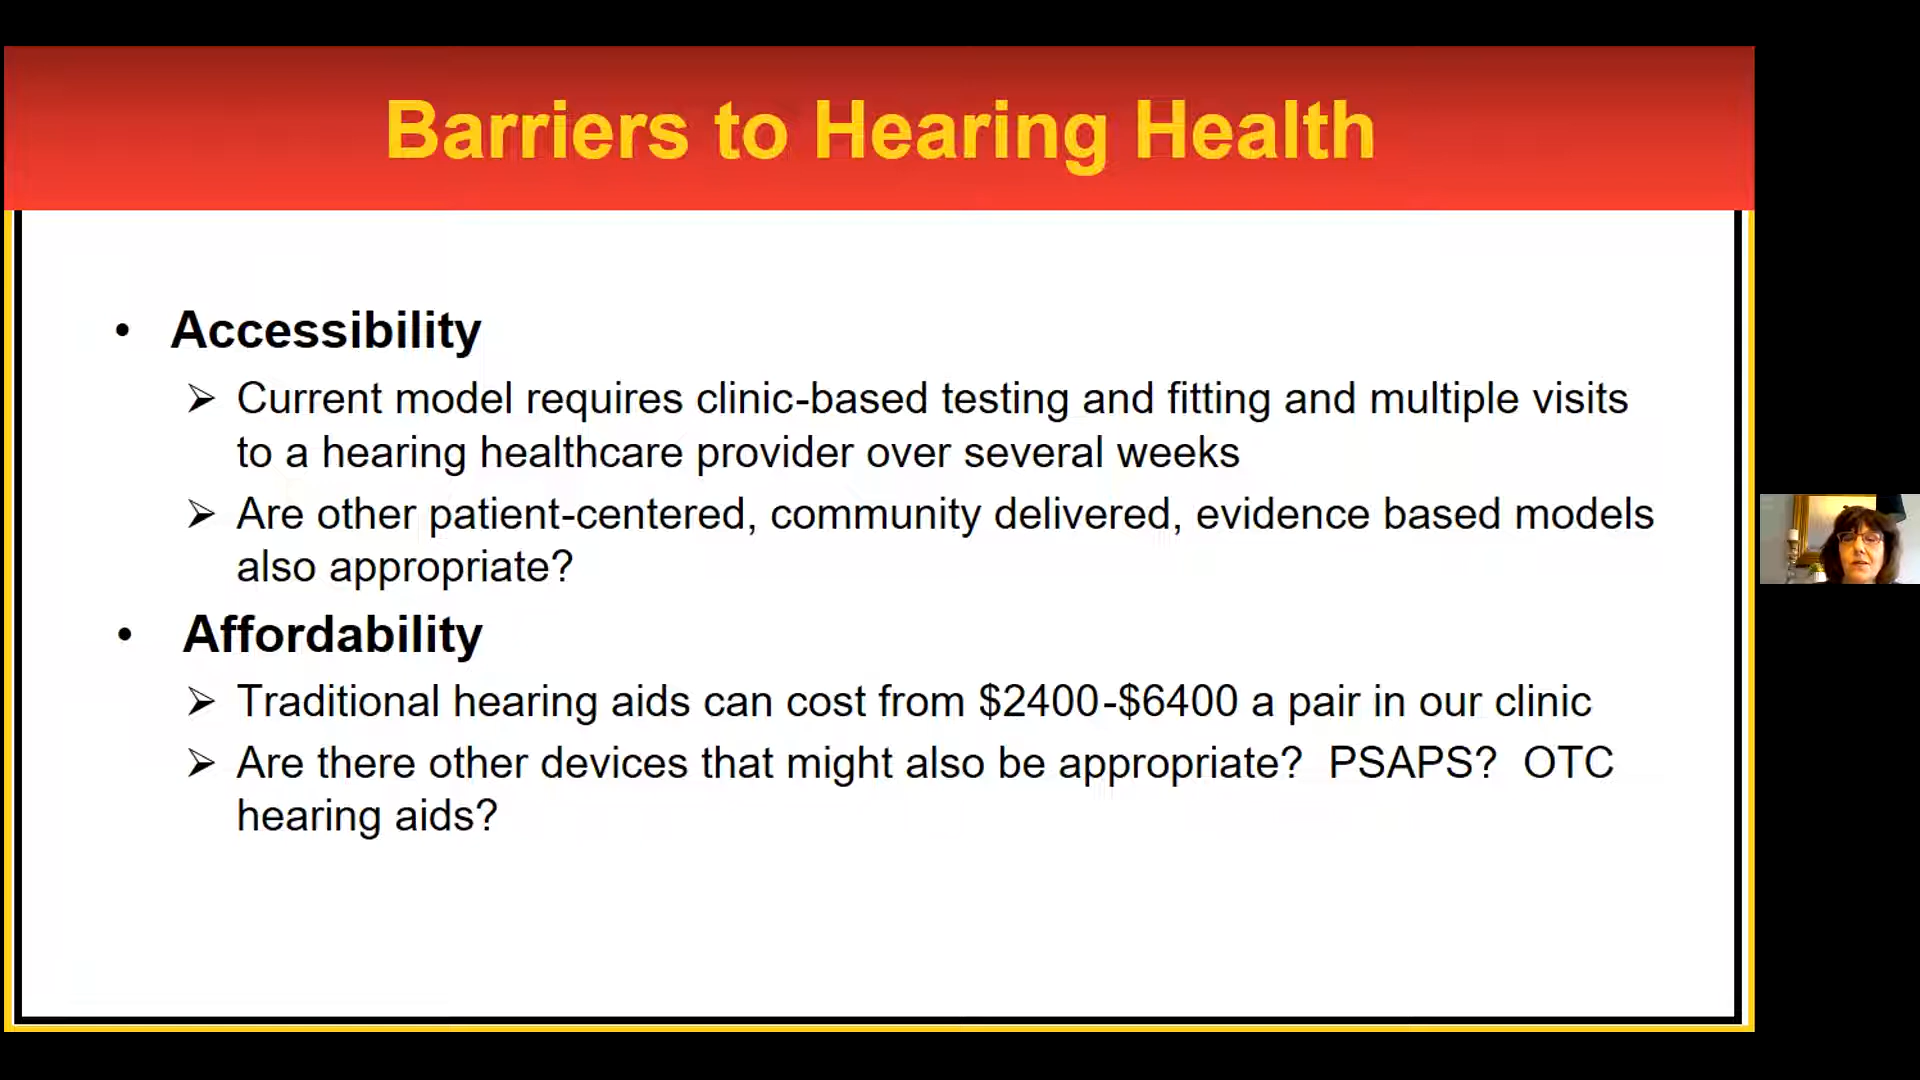 Barriers to Hearing Health
• Accessibility
➢ Current model requires clinic-based testing and fitting and multiple visits
to a hearing healthcare provider over several weeks
➢ Are other patient-centered, community delivered, evidence based models
also appropriate?
• Affordability
➢ Traditional hearing aids can cost from $2400-$6400 a pair in our clinic
➢ Are there other devices that might also be appropriate? PSAPS? OTC
hearing aids?